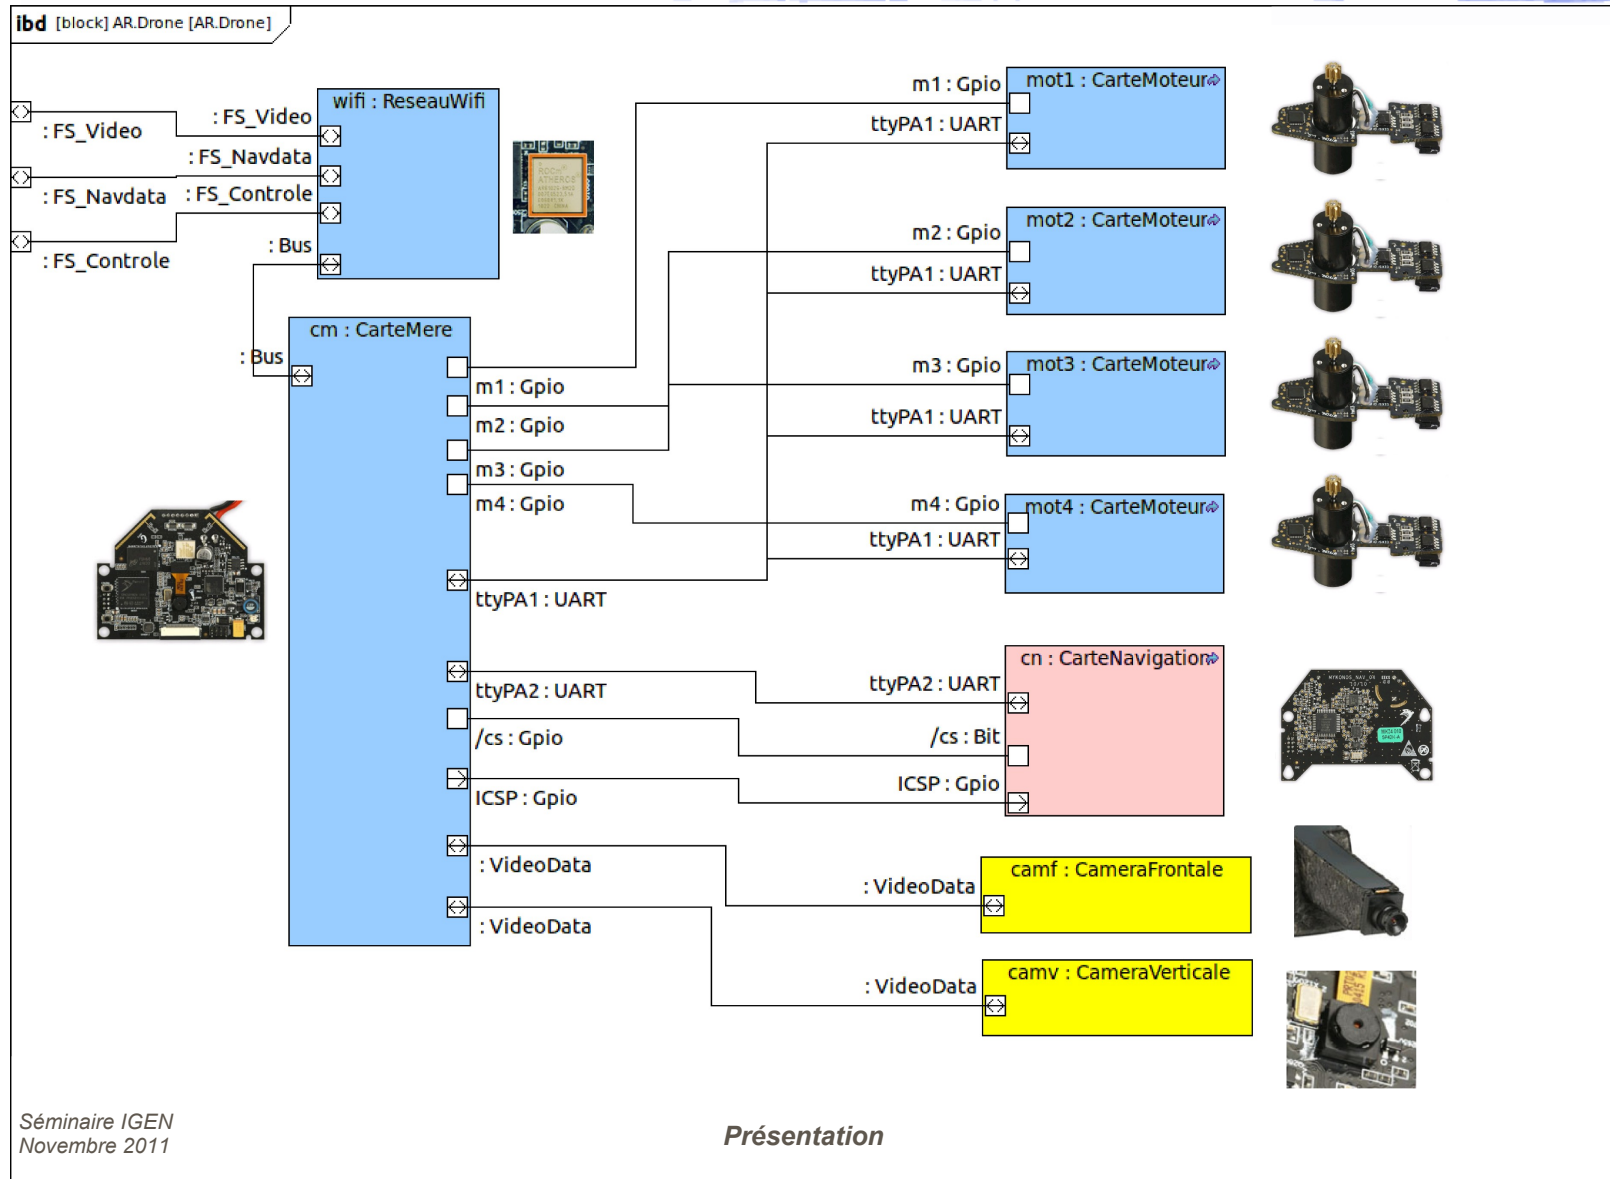 ibd [block] AR.Drone [AR.Drone]
: FS_Video
: FS_Navdata
: FS_Controle
wifi : ReseauWifi
: FS_Video
: FS_Navdata
: FS_Controle
: Bus
ROCm
ATHEROS
cm : CarteMere
: Bus
m1 : Gpio
m2 : Gpio
m3 : Gpio
m4 : Gpio
ttyPA1 : UART
ttyPA2 : UART
/cs : Gpio
ICSP : Gpio
: VideoData
: VideoData
mot1 : CarteMoteur
m1 : Gpio
ttyPA1 : UART
mot2 : CarteMoteur
m2 : Gpio
ttyPA1 : UART
mot3 : CarteMoteur
m3 : Gpio
ttyPA1 : UART
mot4 : CarteMoteur
m4 : Gpio
ttyPA1 : UART
cn : CarteNavigation
ttyPA2 : UART
/cs : Bit
ICSP : Gpio
MYKONOS_NAV_09
camf : CameraFrontale
: VideoData
camv : CameraVerticale
: VideoData
Séminaire IGEN
Novembre 2011
Présentation